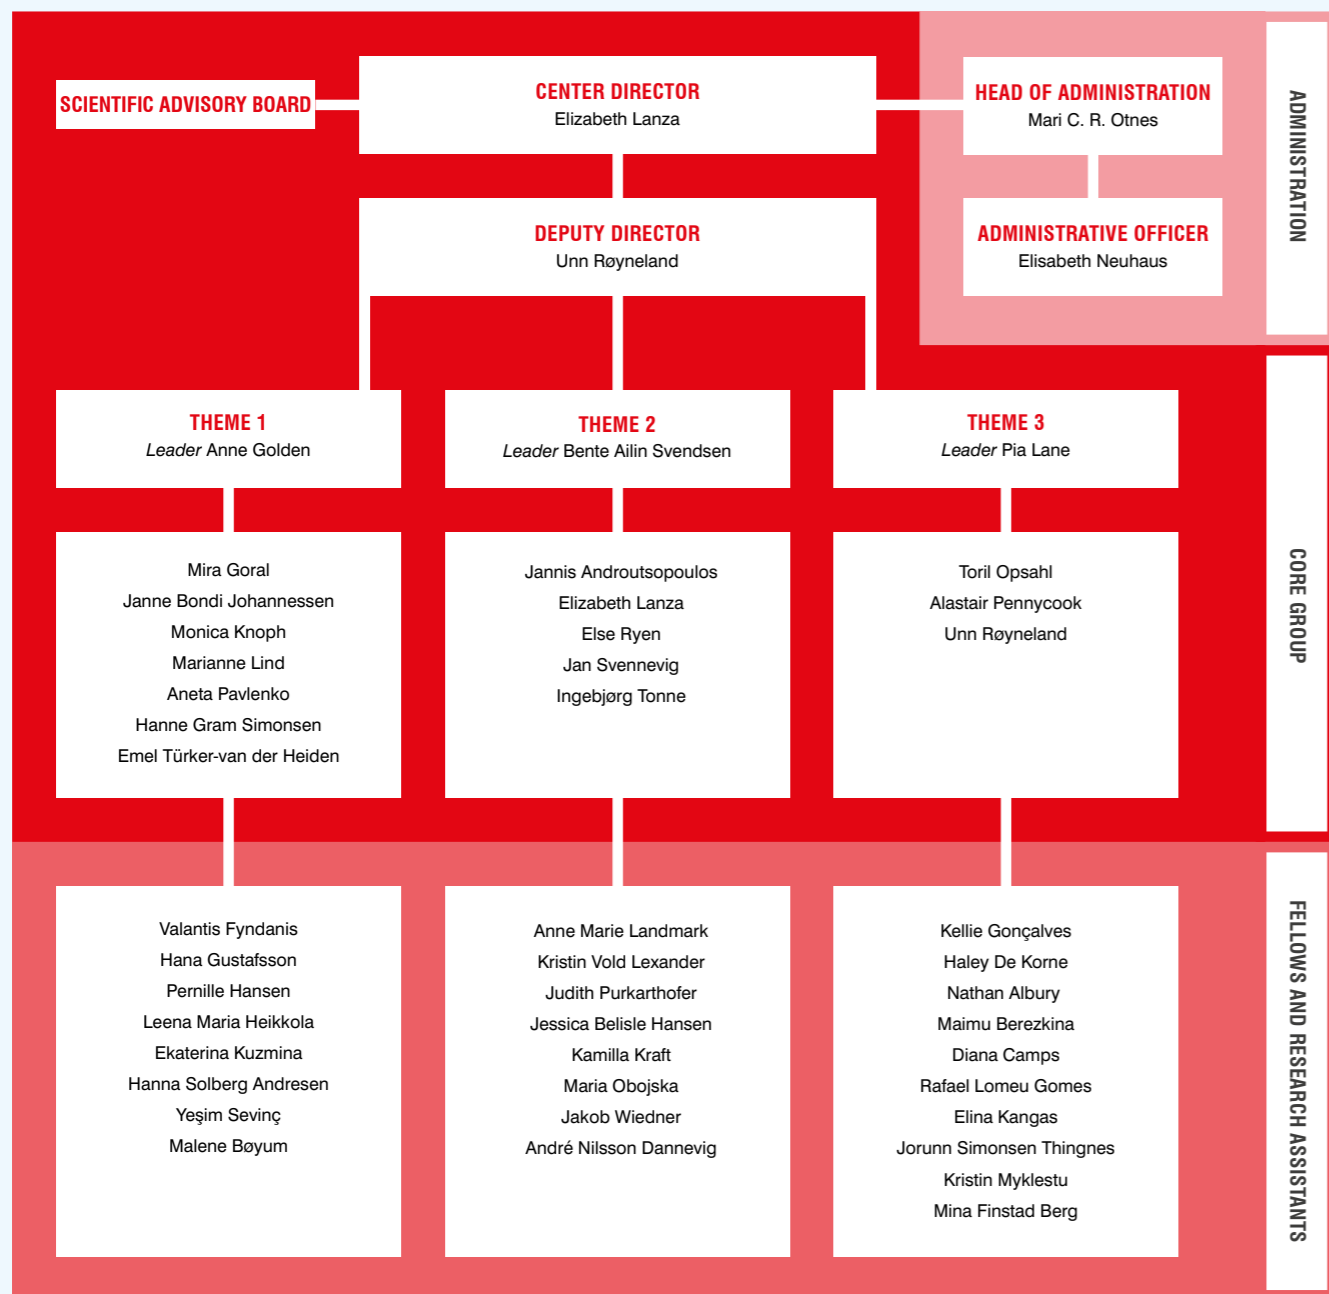 SCIENTIFIC ADVISORY BOARD
CENTER DIRECTOR
Elizabeth Lanza
HEAD OF ADMINISTRATION
Mari C. R. Otnes
DEPUTY DIRECTOR
Unn Røyneland
ADMINISTRATIVE OFFICER
Elisabeth Neuhaus
ADMINISTRATION
THEME 1
Leader Anne Golden
THEME 2
Leader Bente Ailin Svendsen
THEME 3
Leader Pia Lane
Mira Goral
Janne Bondi Johannessen
Monica Knoph
Marianne Lind
Aneta Pavlenko
Hanne Gram Simonsen
Emel Türker-van der Heiden
Jannis Androutsopoulos
Elizabeth Lanza
Else Ryen
Jan Svennevig
Ingebjørg Tonne
Toril Opsahl
Alastair Pennycook
Unn Røyneland
CORE GROUP
Valantis Fyndanis
Hana Gustafsson
Pernille Hansen
Leena Maria Heikkola
Ekaterina Kuzmina
Hanna Solberg Andresen
Yeşim Sevinç
Malene Bøyum
Anne Marie Landmark
Kristin Vold Lexander
Judith Purkarthofer
Jessica Belisle Hansen
Kamilla Kraft
Maria Obojska
Jakob Wiedner
André Nilsson Dannevig
Kellie Gonçalves
Haley De Korne
Nathan Albury
Maimu Berezkina
Diana Camps
Rafael Lomeu Gomes
Elina Kangas
Jorunn Simonsen Thingnes
Kristin Myklestu
Mina Finstad Berg
FELLOWS AND RESEARCH ASSISTANTS